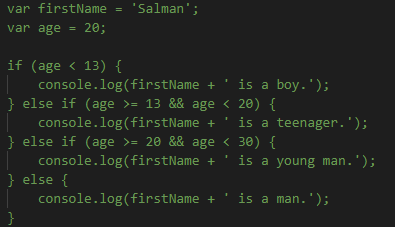 var firstName = 'Salman';
var age = 20;
if (age < 13) {
console.log(firstName + ' is a boy.');
} else if (age >= 13 && age < 20) {
console.log(firstName + ' is a teenager.');
} else if (age >= 20 && age < 30) {
console.log(firstName + ' is a young man.');
} else {
console.log(firstName + ' is a man.');
}